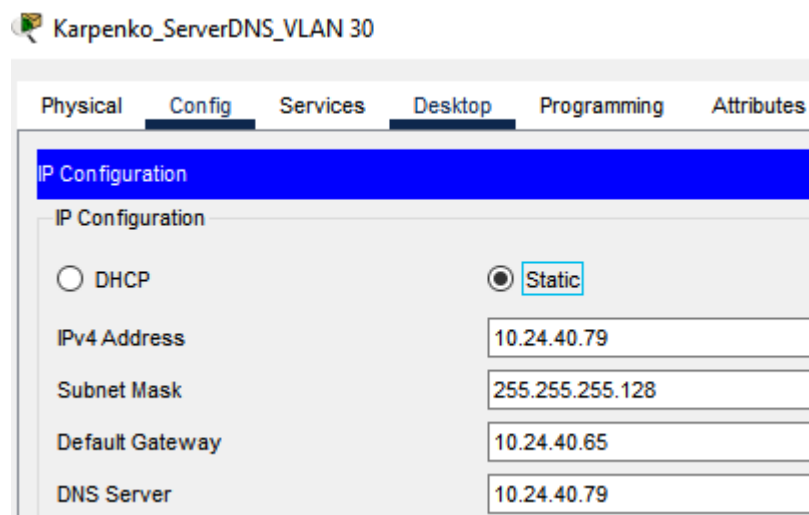 Karpenko_ServerDNS_VLAN 30
Physical Config Services Desktop Programming Attributes
IP Configuration
IP Configuration
DHCP Static
IPv4 Address 10.24.40.79
Subnet Mask 255.255.255.128
Default Gateway 10.24.40.65
DNS Server 10.24.40.79